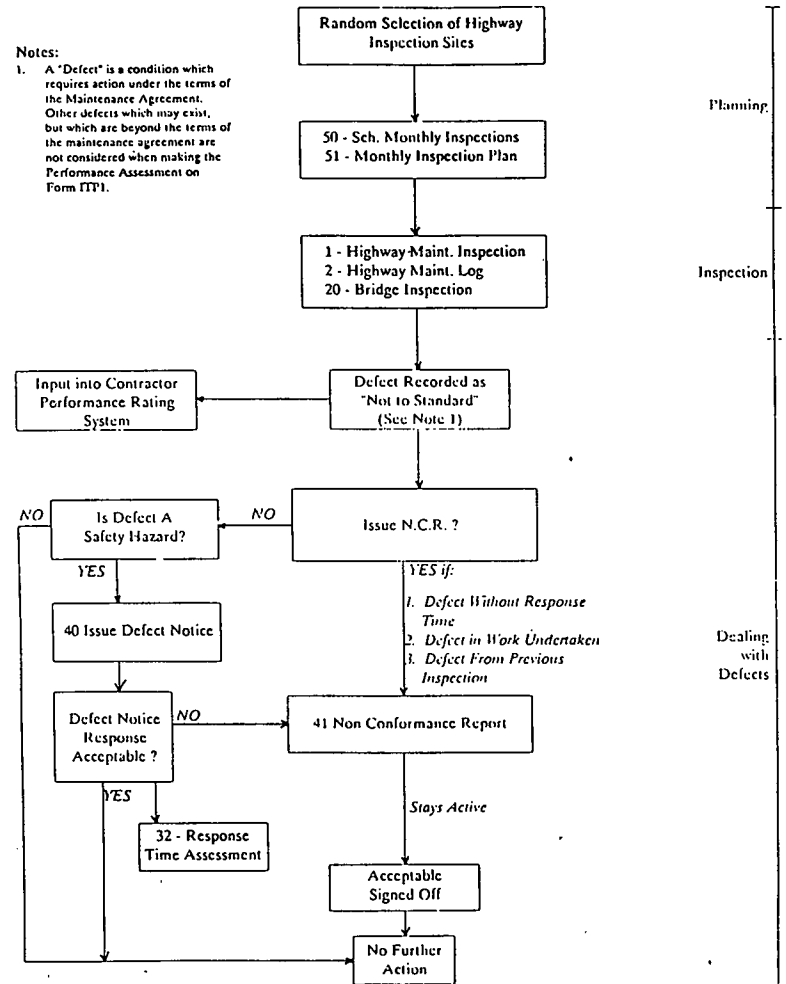 Random Selection of Highway
Inspection Sites
Notes:
1. A "Defect" is a condition which
requires action under the terms of
the Maintenance Agreement.
Other defects which may exist,
but which are beyond the terms of
the maintenance agreement are
not considered when making the
Performance Assessment on
Form ITP1.
Planning
50 - Sch. Monthly Inspections
51 - Monthly Inspection Plan
1 - Highway Maint. Inspection
2 - Highway Maint. Log
20 - Bridge Inspection
Inspection
Input into Contractor
Performance Rating
System
Defect Recorded as
"Not to Standard"
(See Note 1)
NO
Is Defect A
Safety Hazard?
NO
Issue N.C.R. ?
YES
YES if:
1. Defect Without Response
Time
2. Defect in Work Undertaken
3. Defect From Previous
Inspection
40 Issue Defect Notice
Dealing
with
Defects
Defect Notice
Response
Acceptable ?
NO
41 Non Conformance Report
YES
Stays Active
32 - Response
Time Assessment
Acceptable
Signed Off
No Further
Action